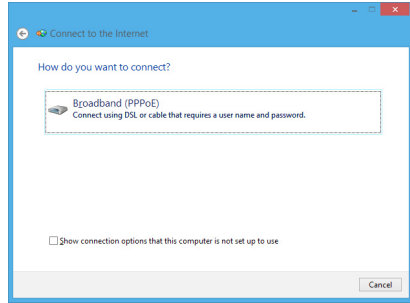 Connect to the Internet
How do you want to connect?
Broadband (PPPoE)
Connect using DSL or cable that requires a user name and password.
Show connection options that this computer is not set up to use
Cancel